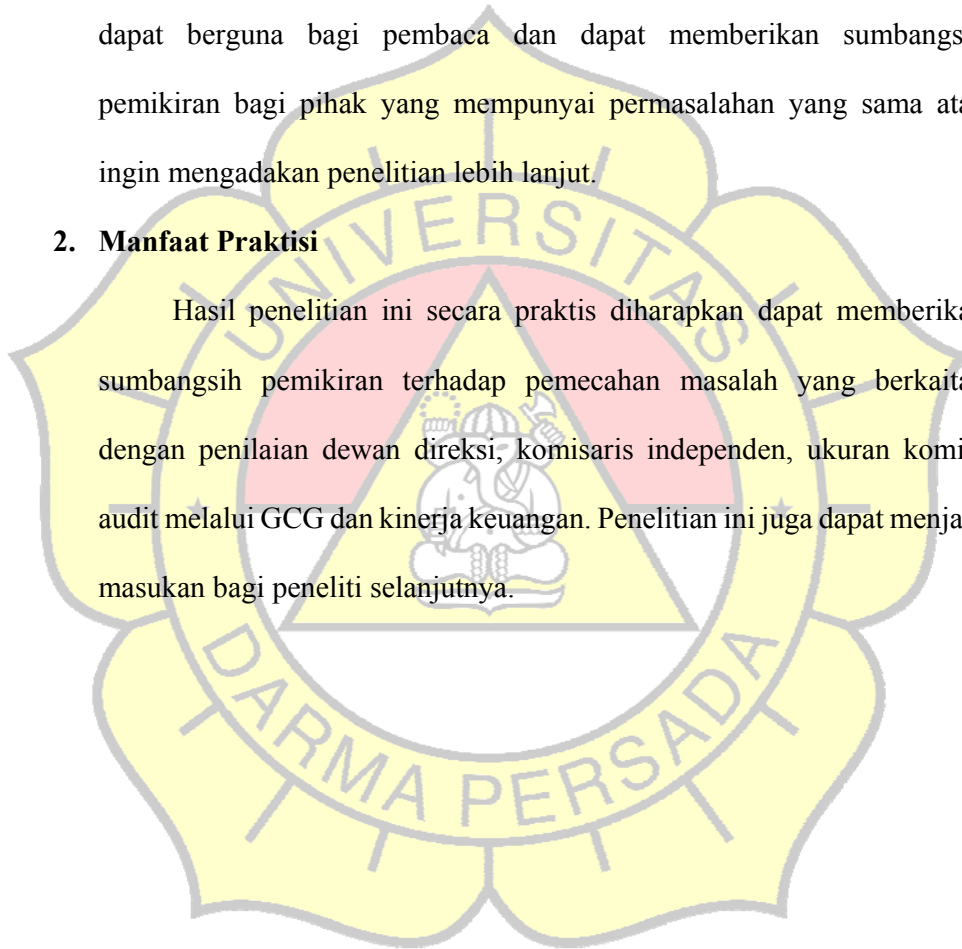 dapat berguna bagi pembaca dan dapat memberikan sumbangs
pemikiran bagi pihak yang mempunyai permasalahan yang sama ata
ingin mengadakan penelitian lebih lanjut.
2. Manfaat Praktisi
Hasil penelitian ini secara praktis diharapkan dapat memberika
sumbangsih pemikiran terhadap pemecahan masalah yang berkaita
dengan penilaian dewan direksi, komisaris independen, ukuran komi
audit melalui GCG dan kinerja keuangan. Penelitian ini juga dapat menja
masukan bagi peneliti selanjutnya.
UNIVERSITAS
DARMA PERSADA